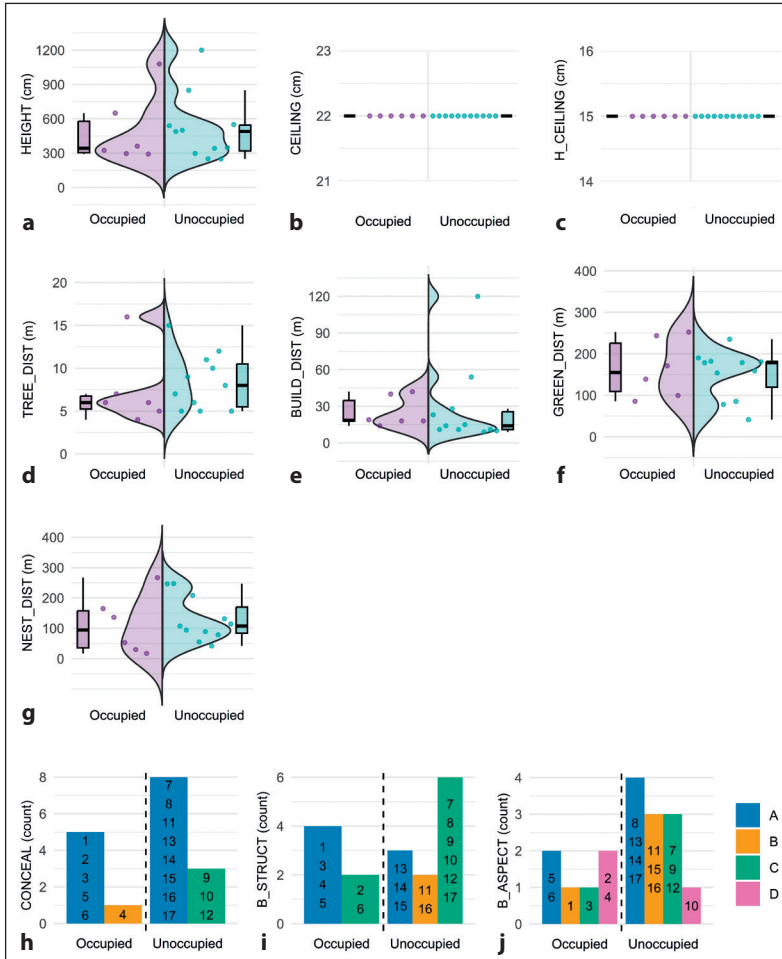 HEIGHT (cm)
1200
900
600
300
0
Occupied Unoccupied
a
CEILING (cm)
23
22
21
Occupied Unoccupied
b
H_CEILING (cm)
16
15
14
Occupied Unoccupied
c
TREE_DIST (m)
20
15
10
5
0
Occupied Unoccupied
d
BUILD_DIST (m)
120
90
60
30
0
Occupied Unoccupied
e
GREEN_DIST (m)
400
300
200
100
0
Occupied Unoccupied
f
NEST_DIST (m)
400
300
200
100
0
Occupied Unoccupied
g
CONCEAL (count)
8
6
4
2
0
1
2
3
5
6
4
7
8
11
13
14
15
16
17
9
10
12
Occupied Unoccupied
h
B_STRUCT (count)
6
4
2
0
1
3
4
5
2
6
13
14
15
11
16
7
8
9
10
12
17
Occupied Unoccupied
i
B_ASPECT (count)
4
3
2
1
0
5
6
1
3
2
4
8
13
14
17
11
15
16
7
9
12
10
Occupied Unoccupied
j
A
B
C
D